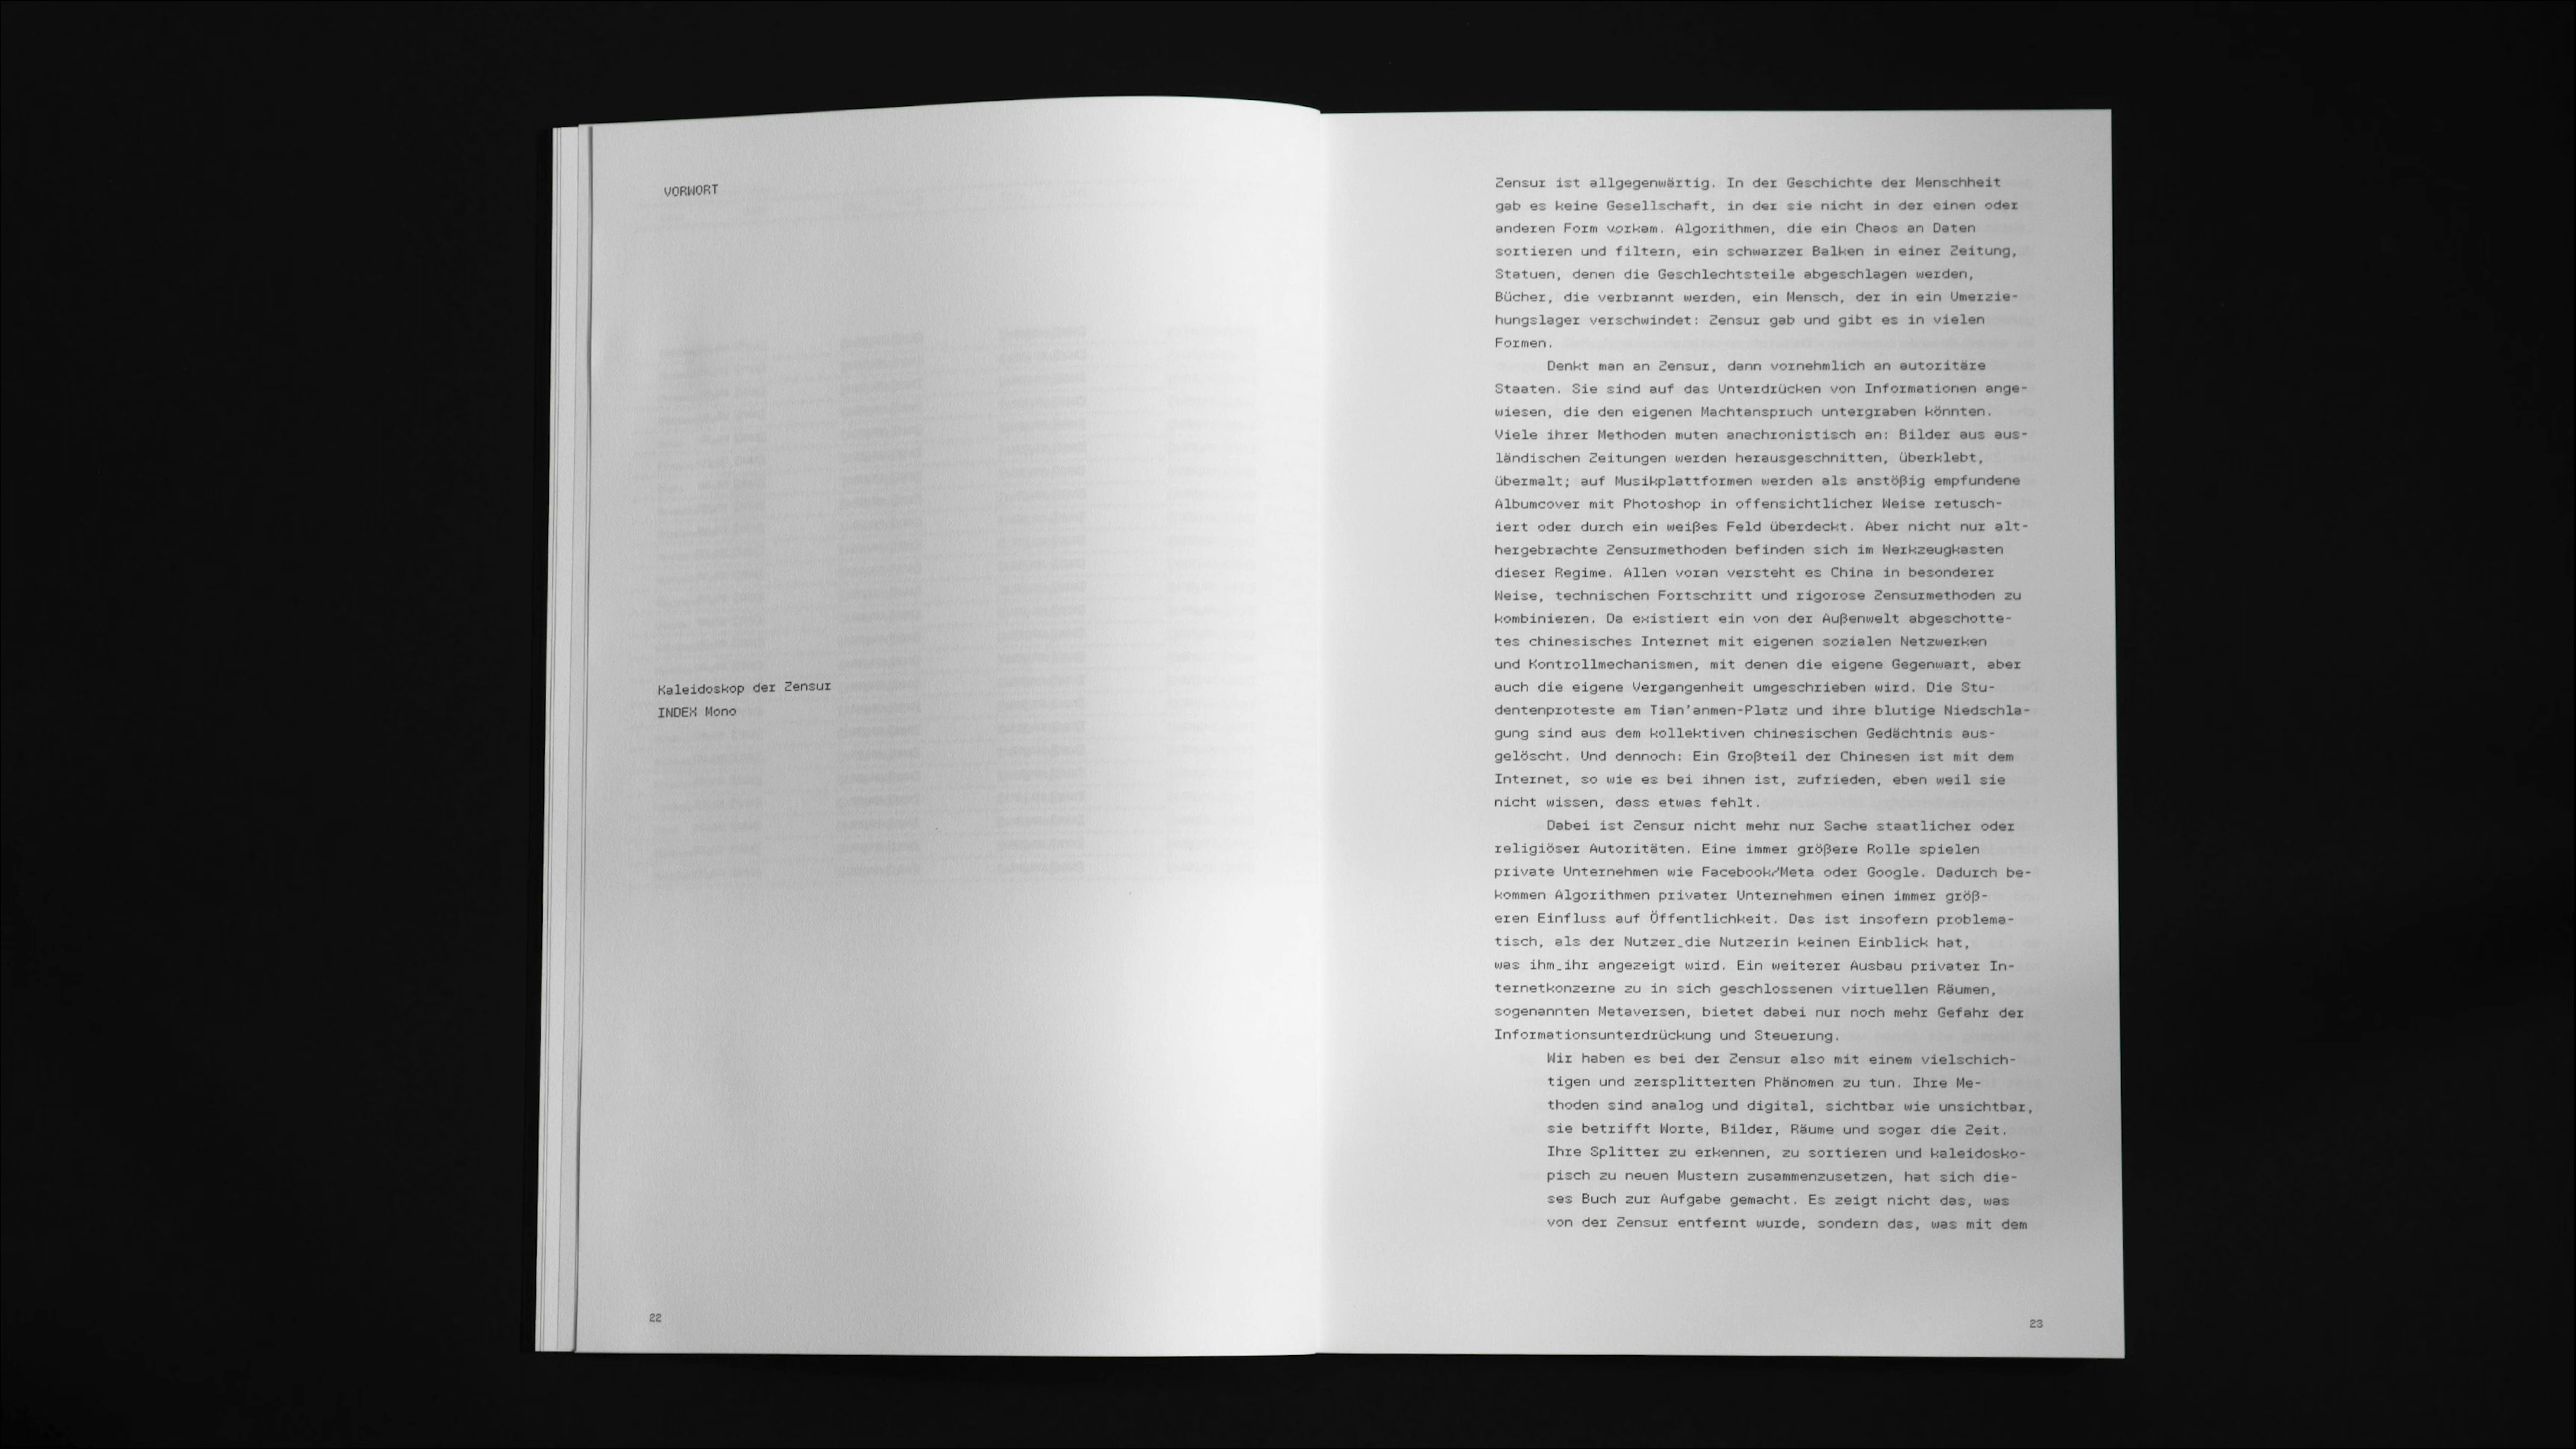 VORWORT
Kaleidoskop der Zensur
INDEX Mono
22
Zensur ist allgegenwärtig. In der Geschichte der Menschheit
gab es keine Gesellschaft, in der sie nicht in der einen oder
anderen Form vorkam. Algorithmen, die ein Chaos an Daten
sortieren und filtern, ein schwarzer Balken in einer Zeitung,
Statuen, denen die Geschlechtsteile abgeschlagen werden,
Bücher, die verbrannt werden, ein Mensch, der in ein Umerzie-
hungslager verschwindet: Zensur gab und gibt es in vielen
Formen.
Denkt man an Zensur, dann vornehmlich an autoritäre
Staaten. Sie sind auf das Unterdrücken von Informationen ange-
wiesen, die den eigenen Machtanspruch untergraben könnten.
Viele ihrer Methoden muten anachronistisch an: Bilder aus aus-
ländischen Zeitungen werden herausgeschnitten, überklebt,
übermalt; auf Musikplattformen werden als anstößig empfundene
Albumcover mit Photoshop in offensichtlicher Weise retusch-
iert oder durch ein weißes Feld überdeckt. Aber nicht nur alt-
hergebrachte Zensurmethoden befinden sich im Werkzeugkasten
dieser Regime. Allen voran versteht es China in besonderer
Weise, technischen Fortschritt und rigorose Zensurmethoden zu
kombinieren. Da existiert ein von der Außenwelt abgeschotte-
tes chinesisches Internet mit eigenen sozialen Netzwerken
und Kontrollmechanismen, mit denen die eigene Gegenwart, aber
auch die eigene Vergangenheit umgeschrieben wird. Die Stu-
dentenproteste am Tian'anmen-Platz und ihre blutige Niedschla-
gung sind aus dem kollektiven chinesischen Gedächtnis aus-
gelöscht. Und dennoch: Ein Großteil der Chinesen ist mit dem
Internet, so wie es bei ihnen ist, zufrieden, eben weil sie
nicht wissen, dass etwas fehlt.
Dabei ist Zensur nicht mehr nur Sache staatlicher oder
religiöser Autoritäten. Eine immer größere Rolle spielen
private Unternehmen wie Facebook/Meta oder Google. Dadurch be-
kommen Algorithmen privater Unternehmen einen immer größ-
eren Einfluss auf Öffentlichkeit. Das ist insofern problema-
tisch, als der Nutzer_die Nutzerin keinen Einblick hat,
was ihm_ihr angezeigt wird. Ein weiterer Ausbau privater In-
ternetkonzerne zu in sich geschlossenen virtuellen Räumen,
sogenannten Metaversen, bietet dabei nur noch mehr Gefahr der
Informationsunterdrückung und Steuerung.
Wir haben es bei der Zensur also mit einem vielschich-
tigen und zersplitterten Phänomen zu tun. Ihre Me-
thoden sind analog und digital, sichtbar wie unsichtbar,
sie betrifft Worte, Bilder, Räume und sogar die Zeit.
Ihre Splitter zu erkennen, zu sortieren und kaleidosko-
pisch zu neuen Mustern zusammenzusetzen, hat sich die-
ses Buch zur Aufgabe gemacht. Es zeigt nicht das, was
von der Zensur entfernt wurde, sondern das, was mit dem
23